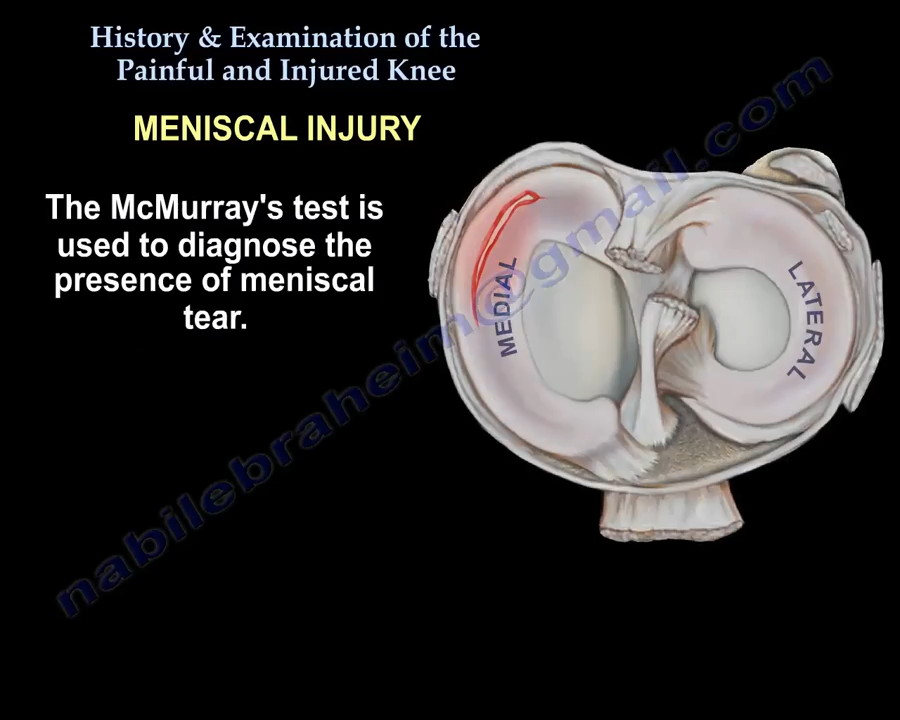 History & Examination of the
Painful and Injured Knee
MENISCAL INJURY
The McMurray's test is
used to diagnose the
presence of meniscal
tear.
MEDIAL
LATERAL
nabilebraheim@gmail.com